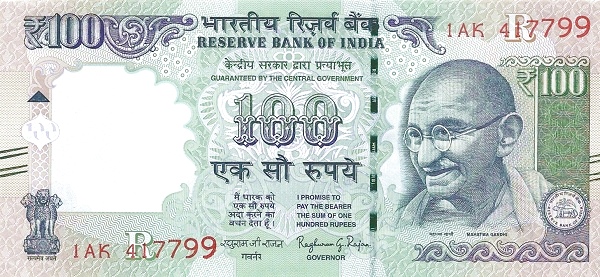 ₹100
भारतीय रिज़र्व बैंक
RESERVE BANK OF INDIA
1AK 417799
R
केन्द्रीय सरकार द्वारा प्रत्याभूत
GUARANTEED BY THE CENTRAL GOVERNMENT
₹100
100
एक सौ रुपये
मैं धारक को
एक सौ रुपये
अदा करने का
वचन देता हूँ।
I PROMISE TO
PAY THE BEARER
THE SUM OF ONE
HUNDRED RUPEES
महात्मा गांधी MAHATMA GANDHI
सत्यमेव जयते
1AK 417799
R
रघुराम जी राजन
गवर्नर
Raghuram G. Rajan
GOVERNOR